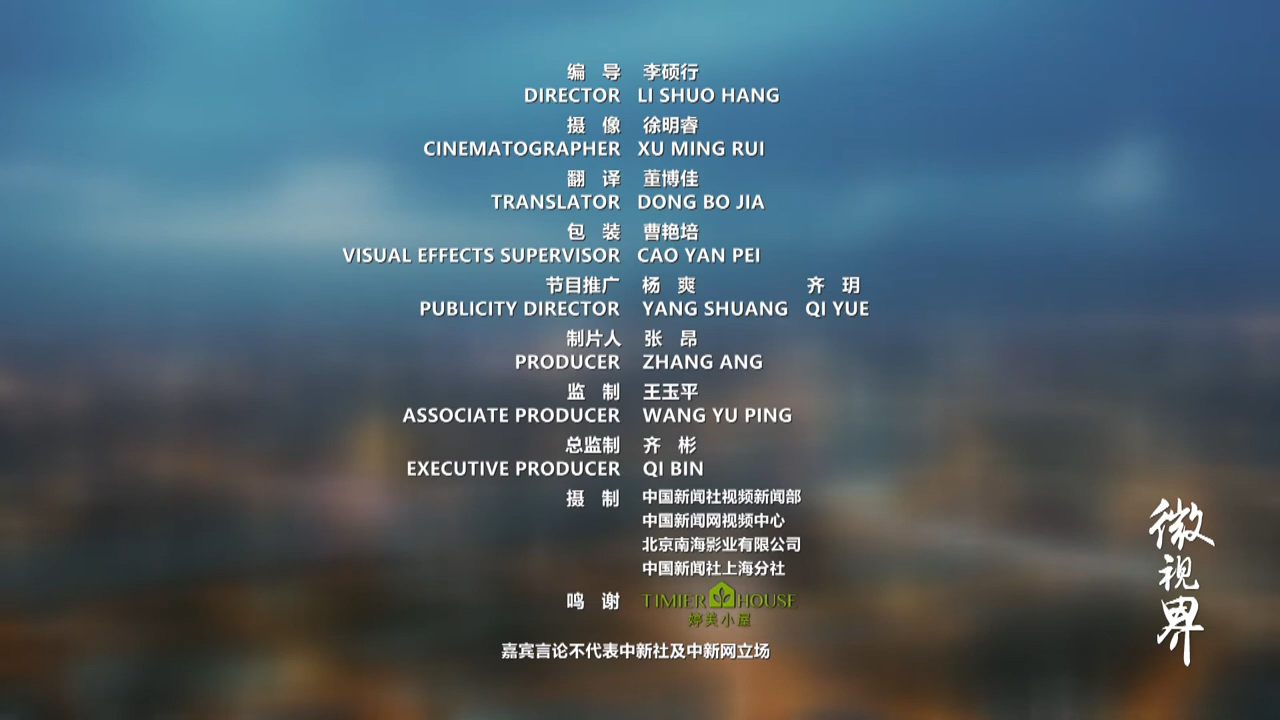 编 导 李硕行
DIRECTOR LI SHUO HANG
摄 像 徐明睿
CINEMATOGRAPHER XU MING RUI
翻 译 董博佳
TRANSLATOR DONG BO JIA
包 装 曹艳培
VISUAL EFFECTS SUPERVISOR CAO YAN PEI
节目推广 杨 爽 齐 玥
PUBLICITY DIRECTOR YANG SHUANG QI YUE
制片人 张 昂
PRODUCER ZHANG ANG
监 制 王玉平
ASSOCIATE PRODUCER WANG YU PING
总监制 齐 彬
EXECUTIVE PRODUCER QI BIN
摄 制 中国新闻社视频新闻部
中国新闻网视频中心
北京南海影业有限公司
中国新闻社上海分社
鸣 谢 TIMIER HOUSE
婷美小屋
嘉宾言论不代表中新社及中新网立场
微视界